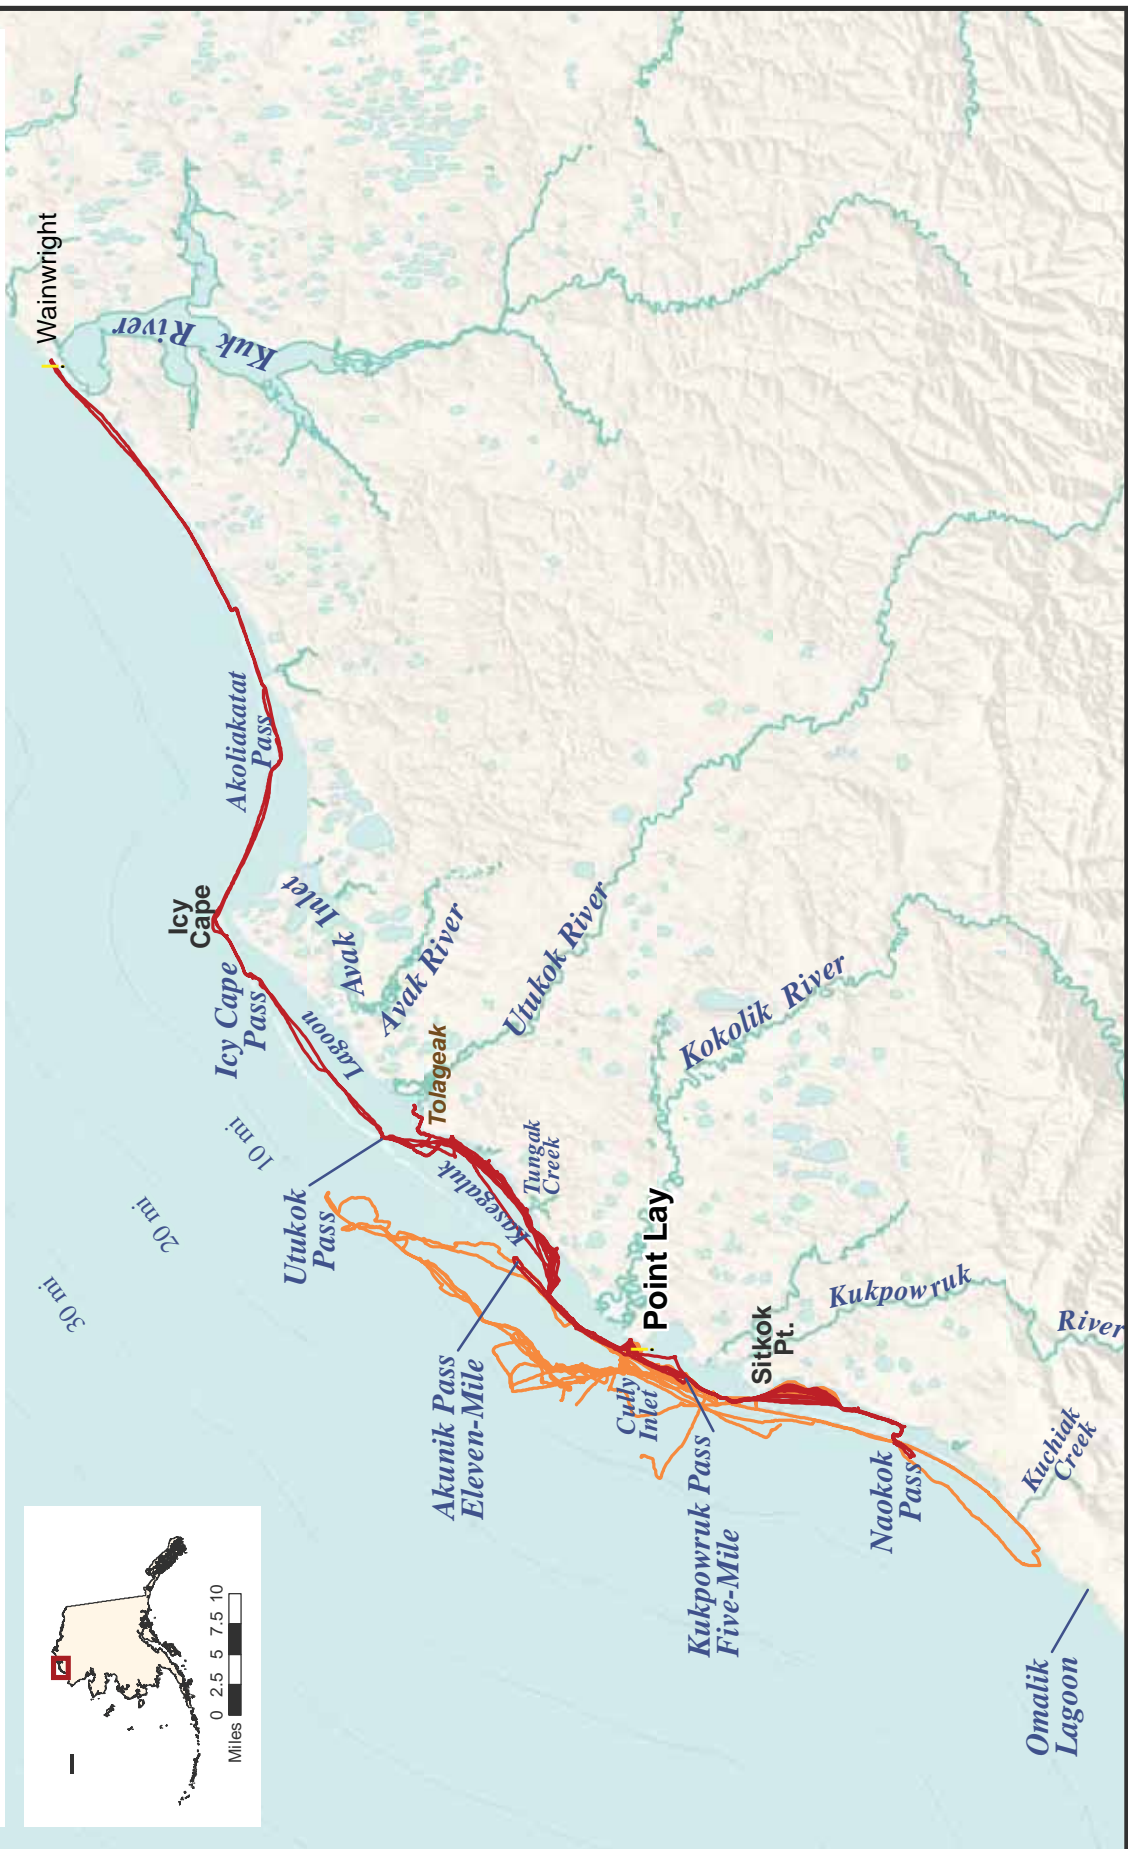 Wainwright
Kuk River
Akoliakatat
Pass
Icy
Cape
Avak Inlet
Icy Cape
Pass
Avak River
Lagoon
Utukok River
Tolageak
Kokolik River
10 mi
20 mi
30 mi
Kasegaluk
Tungak
Creek
Utukok
Pass
Point Lay
Kukpowruk
River
Sitkok
Pt.
Akunik Pass
Eleven-Mile
Cully
Inlet
Kukpowruk Pass
Five-Mile
Naokok
Pass
Kuchiak
Creek
Omalik
Lagoon
0 2.5 5 7.5 10
Miles